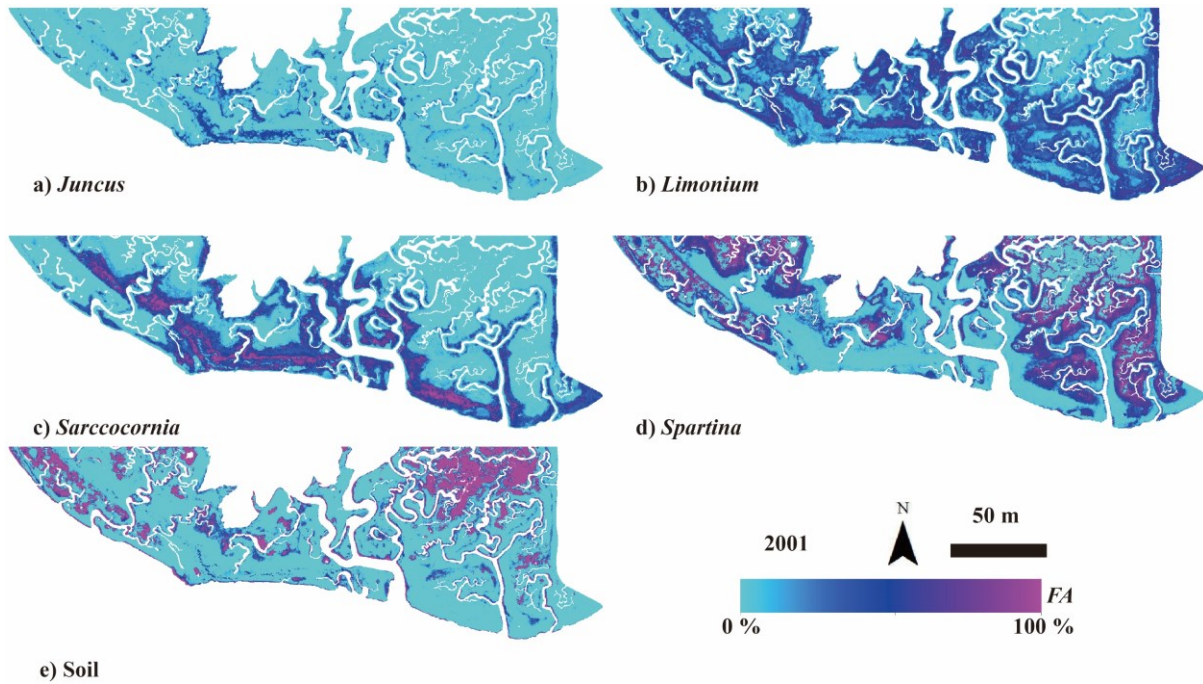 a) Juncus
b) Limonium
c) Sarccocornia
d) Spartina
e) Soil
N
2001
50 m
FA
0 %
100 %